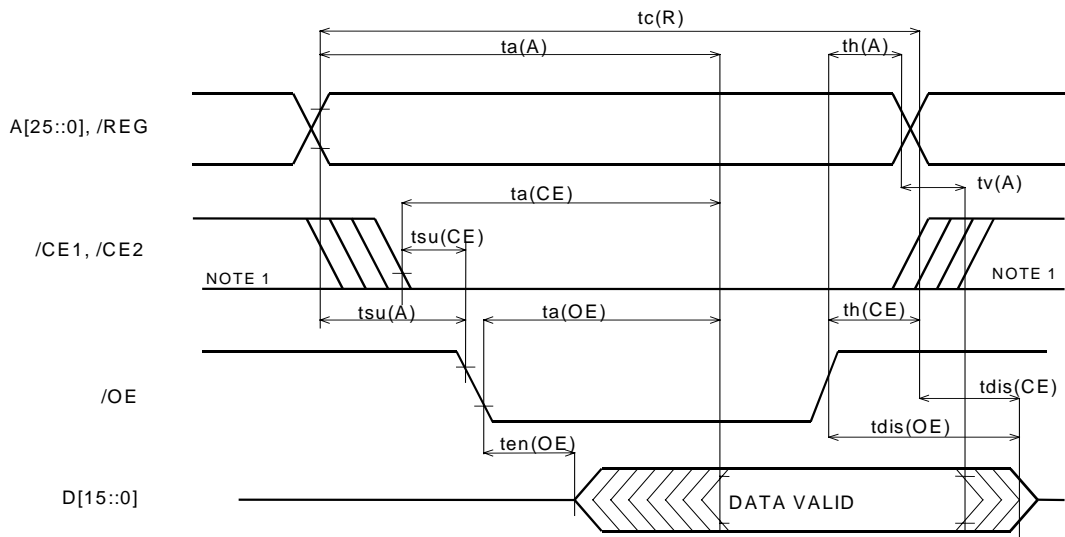 tc(R)
ta(A)
th(A)
A[25::0], /REG
tv(A)
ta(CE)
tsu(CE)
/CE1, /CE2
NOTE 1
NOTE 1
tsu(A)
ta(OE)
th(CE)
/OE
tdis(CE)
tdis(OE)
ten(OE)
D[15::0]
DATA VALID